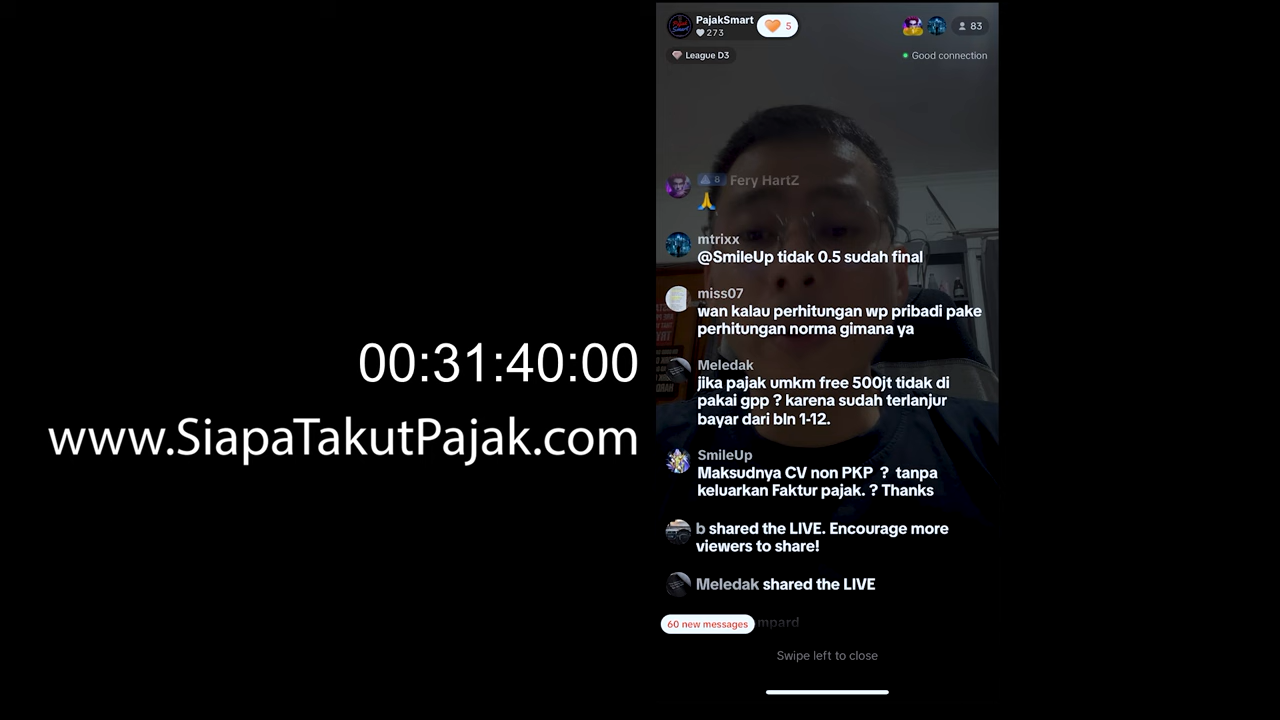 00:31:40:00
www.SiapaTakutPajak.com
PajakSmart
273
5
83
League D3
Good connection
8 Fery HartZ
🙏
mtrixx
@SmileUp tidak 0.5 sudah final
miss07
wan kalau perhitungan wp pribadi pake
perhitungan norma gimana ya
Meledak
jika pajak umkm free 500jt tidak di
pakai gpp ? karena sudah terlanjur
bayar dari bln 1-12.
SmileUp
Maksudnya CV non PKP ? tanpa
keluarkan Faktur pajak. ? Thanks
b shared the LIVE. Encourage more
viewers to share!
Meledak shared the LIVE
60 new messages
Swipe left to close